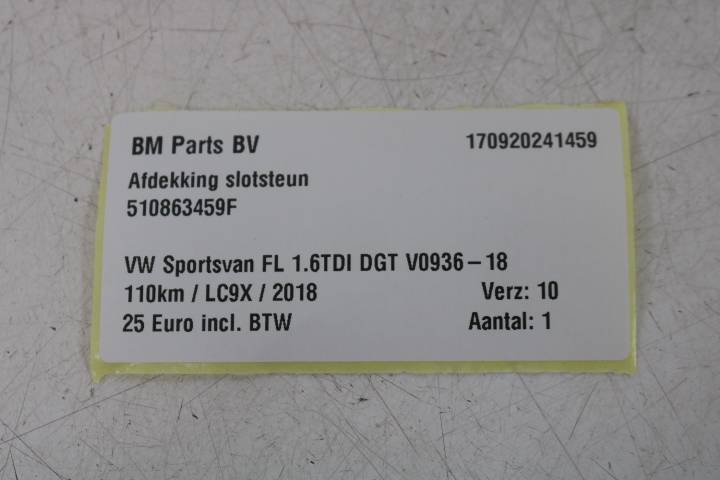 BM Parts BV 170920241459
Afdekking slotsteun
510863459F
VW Sportsvan FL 1.6TDI DGT V0936-18
110km / LC9X / 2018 Verz: 10
25 Euro incl. BTW Aantal: 1